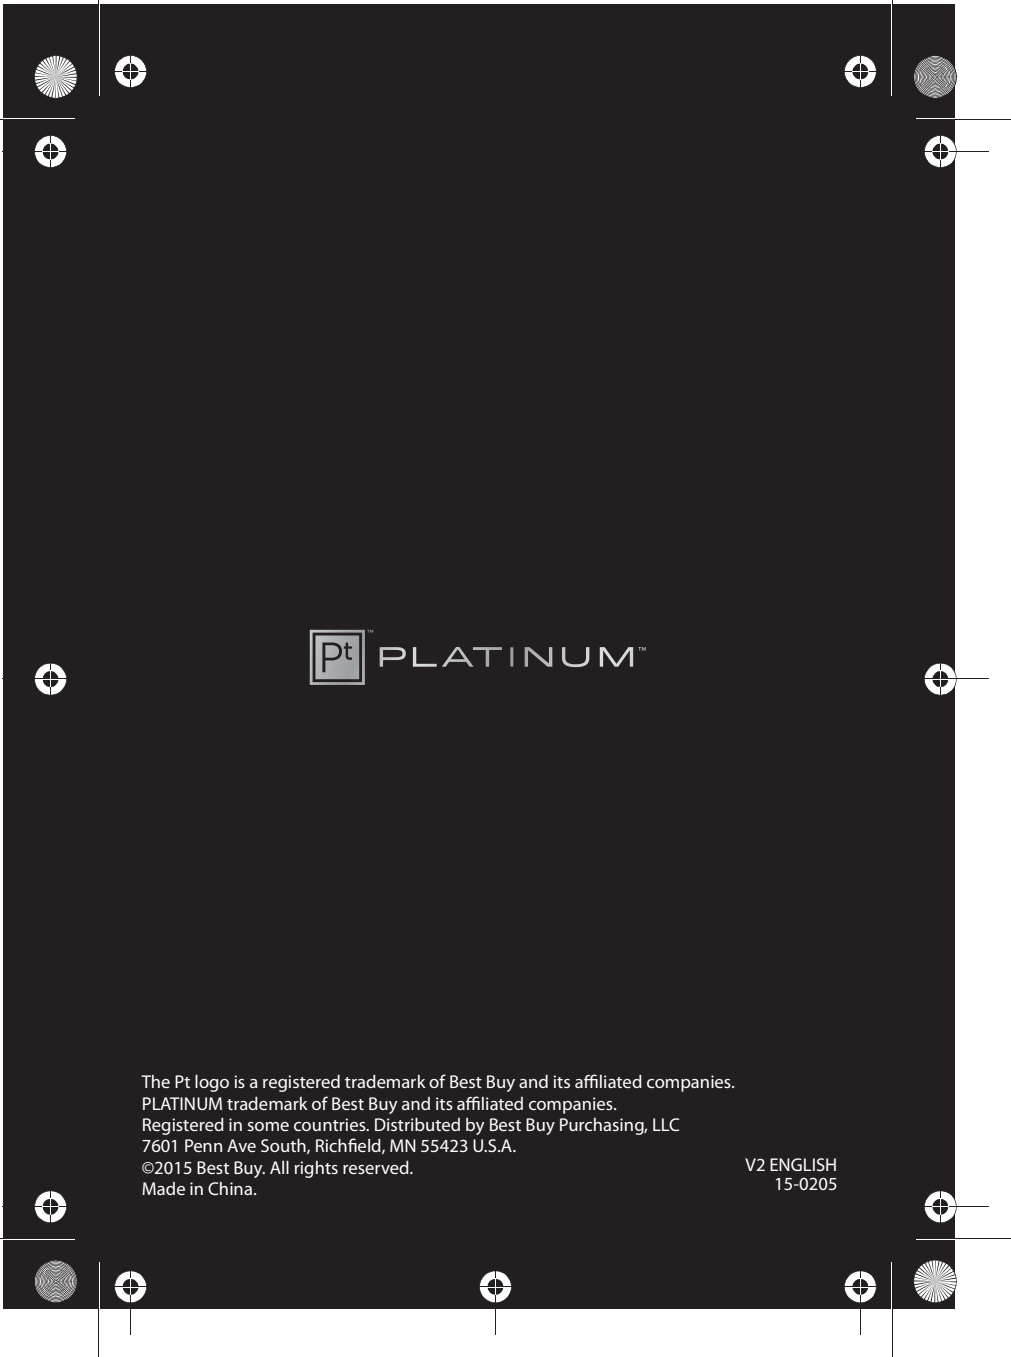 Pt™ PLATINUM™
The Pt logo is a registered trademark of Best Buy and its affiliated companies.
PLATINUM trademark of Best Buy and its affiliated companies.
Registered in some countries. Distributed by Best Buy Purchasing, LLC
7601 Penn Ave South, Richfield, MN 55423 U.S.A.
©2015 Best Buy. All rights reserved.
Made in China.
V2 ENGLISH
15-0205